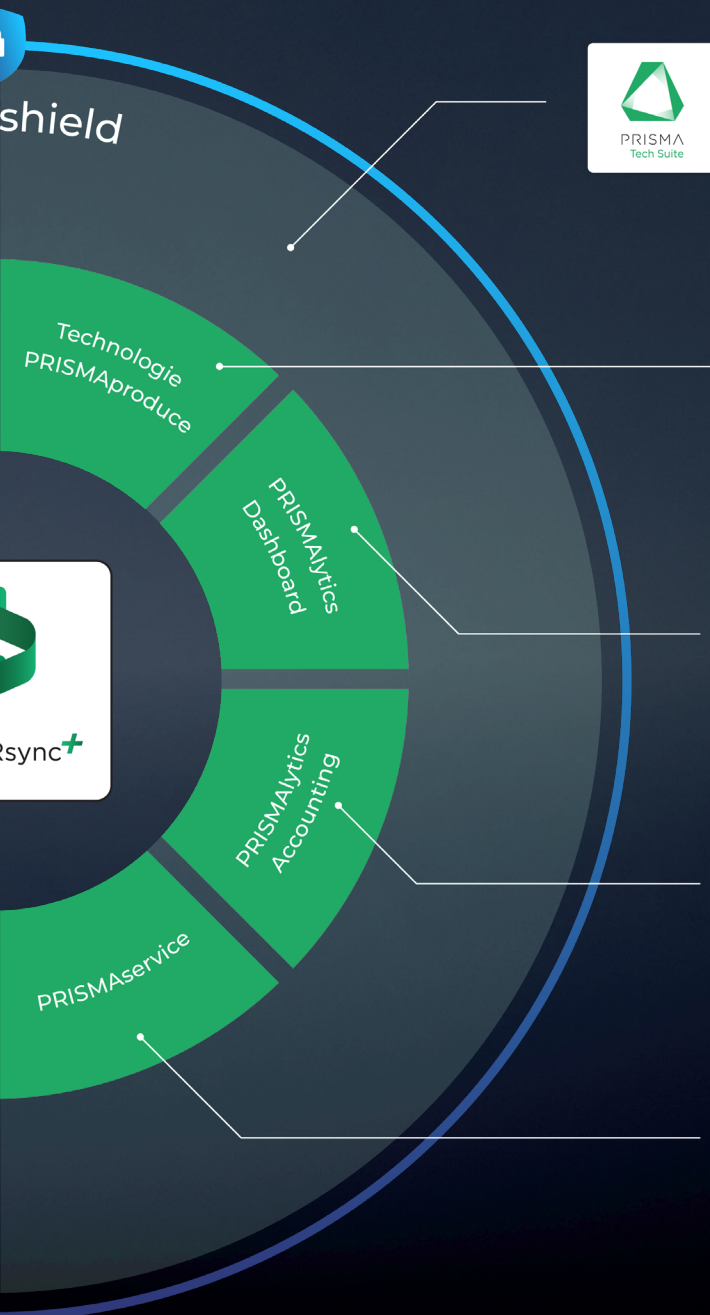 shield
PRISMA
Tech Suite
Technologie
PRISMAproduce
PRISMAlytics
Dashboard
Rsync+
PRISMAlytics
Accounting
PRISMAservice